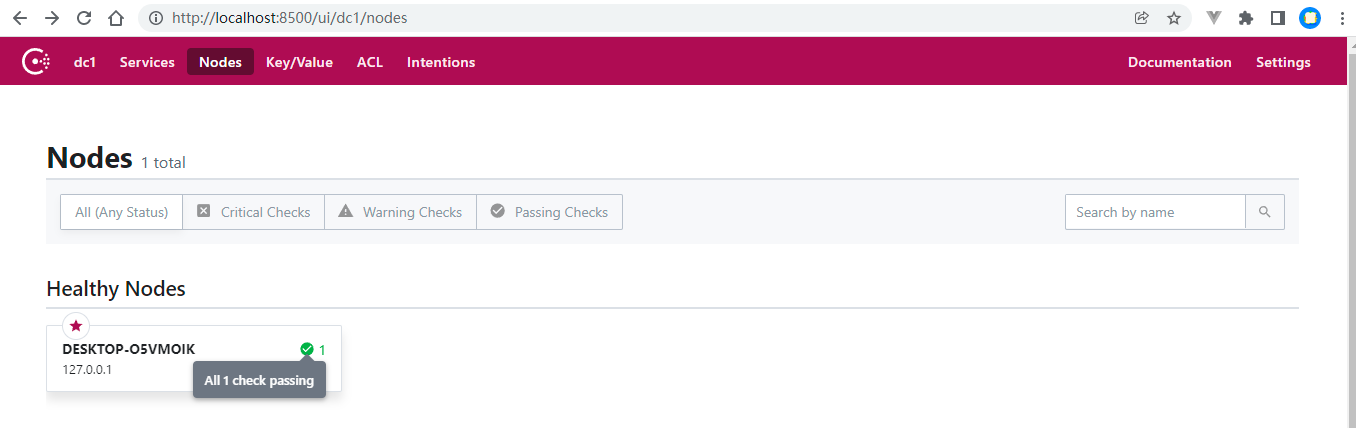 http://localhost:8500/ui/dc1/nodes
dc1 Services Nodes Key/Value ACL Intentions Documentation Settings
Nodes 1 total
All (Any Status) Critical Checks Warning Checks Passing Checks Search by name
Healthy Nodes
DESKTOP-O5VMOIK 1
127.0.0.1
All 1 check passing